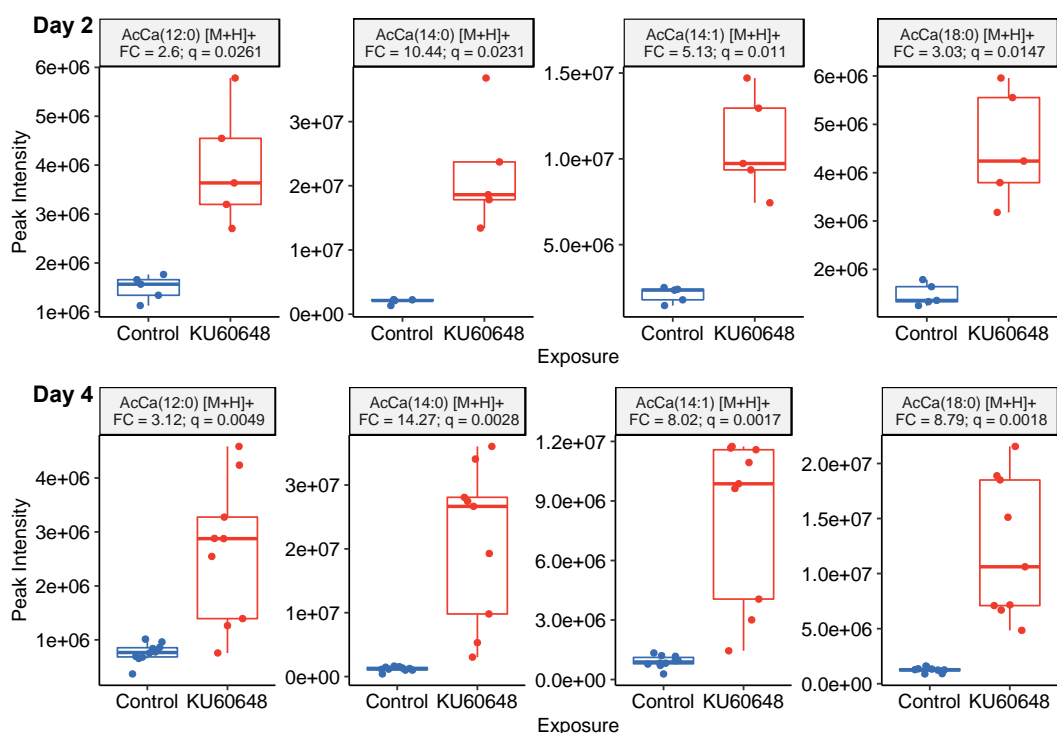 Day 2
AcCa(12:0) [M+H]+
FC = 2.6; q = 0.0261
AcCa(14:0) [M+H]+
FC = 10.44; q = 0.0231
AcCa(14:1) [M+H]+
FC = 5.13; q = 0.011
AcCa(18:0) [M+H]+
FC = 3.03; q = 0.0147
Peak Intensity
6e+06
5e+06
4e+06
3e+06
2e+06
1e+06
3e+07
2e+07
1e+07
0e+00
1.5e+07
1.0e+07
5.0e+06
6e+06
5e+06
4e+06
3e+06
2e+06
Control KU60648
Control KU60648
Control KU60648
Control KU60648
Exposure
Day 4
AcCa(12:0) [M+H]+
FC = 3.12; q = 0.0049
AcCa(14:0) [M+H]+
FC = 14.27; q = 0.0028
AcCa(14:1) [M+H]+
FC = 8.02; q = 0.0017
AcCa(18:0) [M+H]+
FC = 8.79; q = 0.0018
Peak Intensity
4e+06
3e+06
2e+06
1e+06
3e+07
2e+07
1e+07
0e+00
1.2e+07
9.0e+06
6.0e+06
3.0e+06
0.0e+00
2.0e+07
1.5e+07
1.0e+07
5.0e+06
0.0e+00
Control KU60648
Control KU60648
Control KU60648
Control KU60648
Exposure